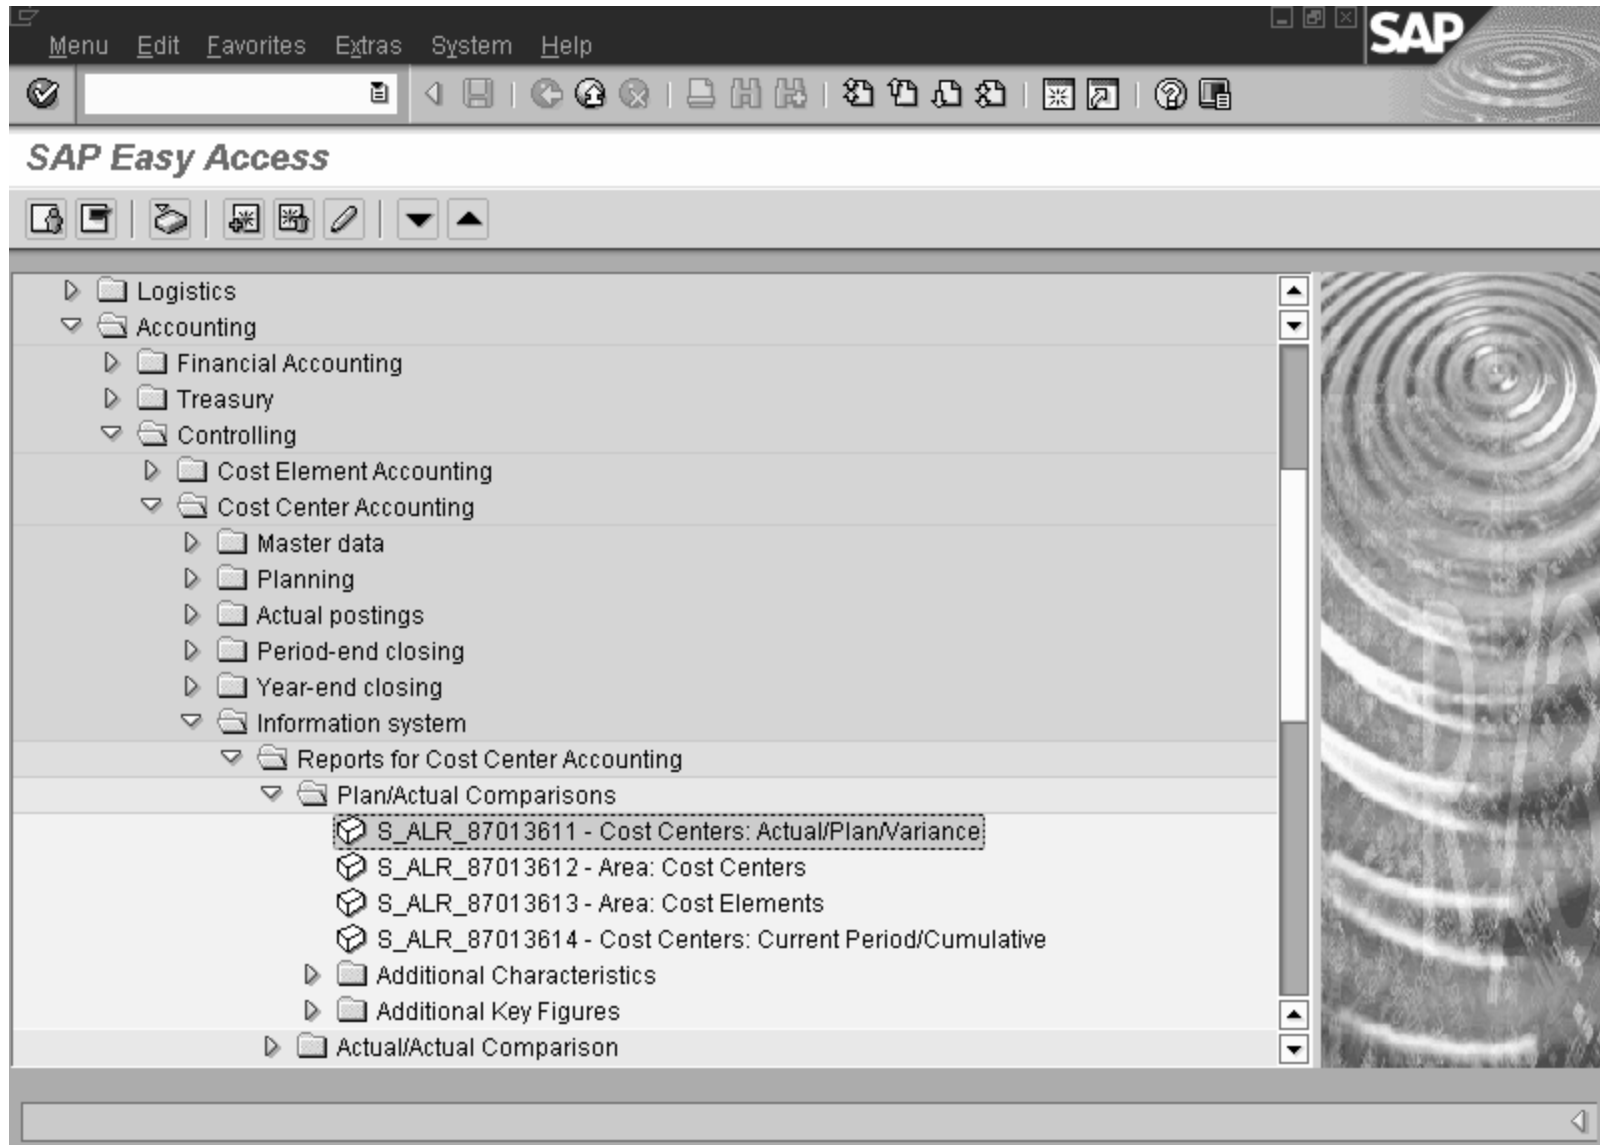 Menu Edit Favorites Extras System Help
SAP
SAP Easy Access
Logistics
Accounting
Financial Accounting
Treasury
Controlling
Cost Element Accounting
Cost Center Accounting
Master data
Planning
Actual postings
Period-end closing
Year-end closing
Information system
Reports for Cost Center Accounting
Plan/Actual Comparisons
S_ALR_87013611 - Cost Centers: Actual/Plan/Variance
S_ALR_87013612 - Area: Cost Centers
S_ALR_87013613 - Area: Cost Elements
S_ALR_87013614 - Cost Centers: Current Period/Cumulative
Additional Characteristics
Additional Key Figures
Actual/Actual Comparison